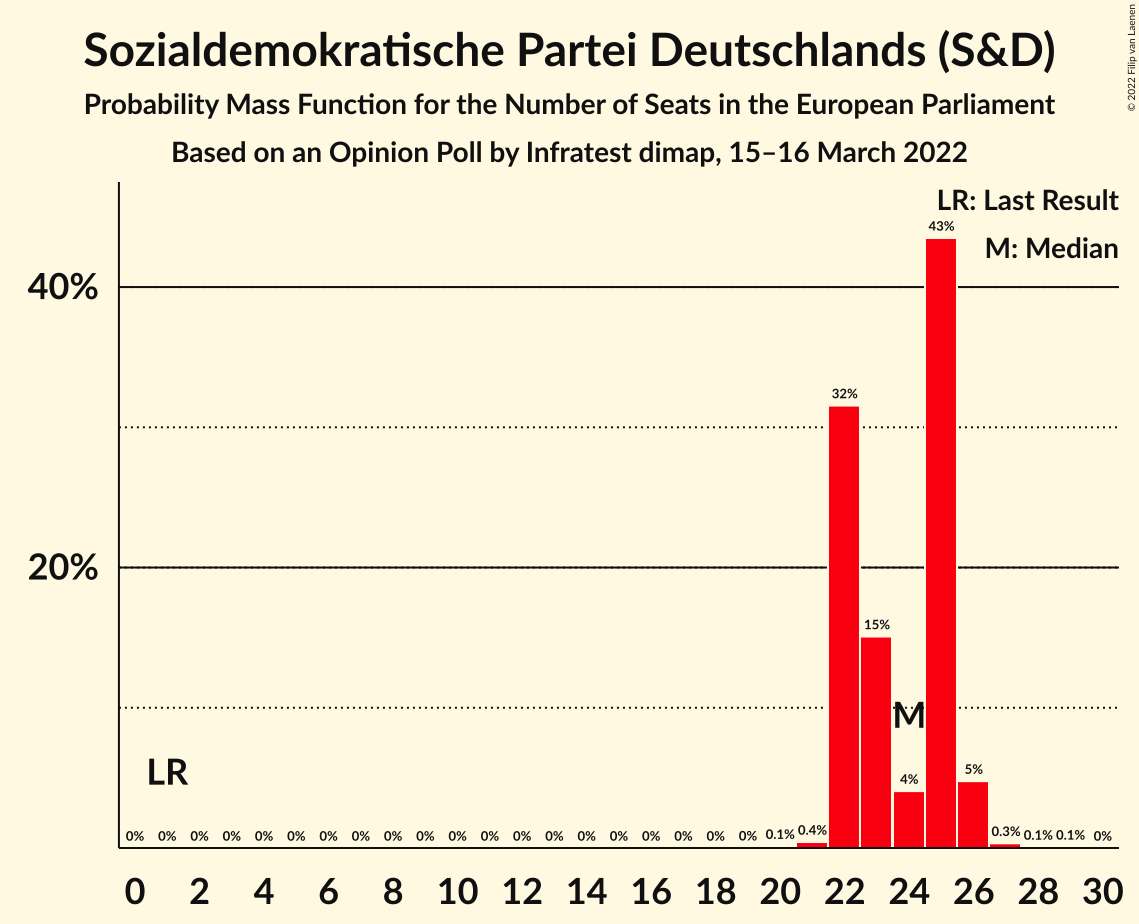 Sozialdemokratische Partei Deutschlands (S&D)
Probability Mass Function for the Number of Seats in the European Parliament
Based on an Opinion Poll by Infratest dimap, 15–16 March 2022
© 2022 Filip van Laenen
LR: Last Result
43%
M: Median
40%
32%
20%
15%
M
LR
4%
5%
0% 0% 0% 0% 0% 0% 0% 0% 0% 0% 0% 0% 0% 0% 0% 0% 0% 0% 0% 0% 0.1% 0.4% 0.3% 0.1% 0.1% 0%
0 2 4 6 8 10 12 14 16 18 20 22 24 26 28 30